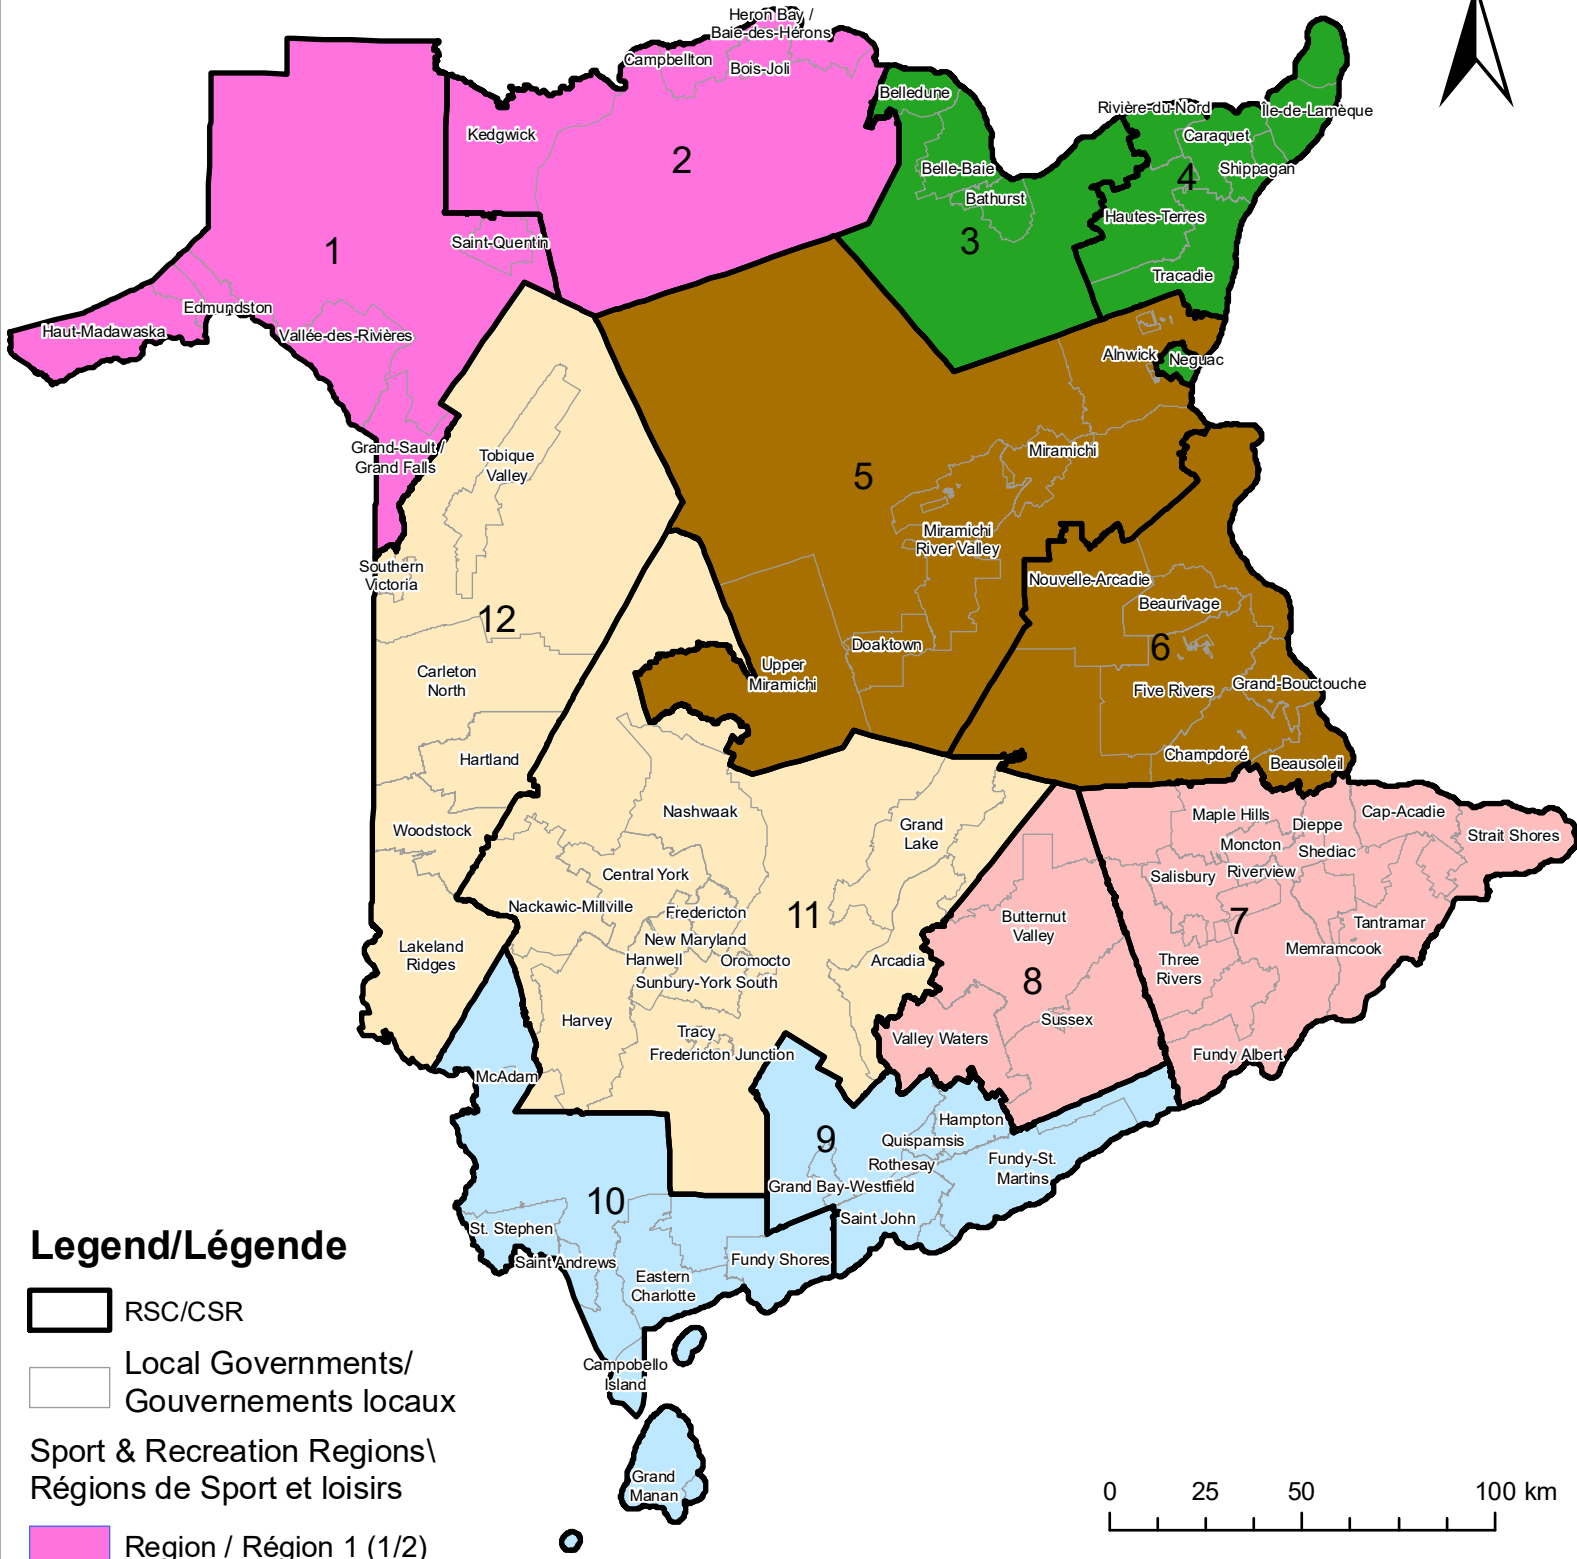 Heron Bay /
Baie-des-Hérons
Campbellton
Bois-Joli
Kedgwick
2
Belledune
Rivière-du-Nord
Île-de-Lamèque
Caraquet
Shippagan
4
Belle-Baie
Bathurst
Hautes-Terres
3
Tracadie
1
Saint-Quentin
Edmundston
Haut-Madawaska
Vallée-des-Rivières
Alnwick
Neguac
Grand-Sault /
Grand Falls
Tobique
Valley
5
Miramichi
Miramichi
River Valley
Southern
Victoria
12
Nouvelle-Arcadie
Beaurivage
6
Doaktown
Upper
Miramichi
Carleton
North
Five Rivers
Grand-Bouctouche
Hartland
Champdoré
Beausoleil
Nashwaak
Grand
Lake
Woodstock
Maple Hills
Dieppe
Cap-Acadie
Strait Shores
Moncton
Shediac
Salisbury
Riverview
Central York
Nackawic-Millville
Fredericton
11
Butternut
Valley
7
Tantramar
New Maryland
Hanwell
Oromocto
Arcadia
Memramcook
Lakeland
Ridges
Sunbury-York South
8
Three
Rivers
Harvey
Tracy
Fredericton Junction
Valley Waters
Sussex
Fundy Albert
McAdam
9
Hampton
Quispamsis
Rothesay
Fundy-St.
Martins
Grand Bay-Westfield
10
Saint John
St. Stephen
Saint Andrews
Eastern
Charlotte
Fundy Shores
Campobello
Island
Grand
Manan
Legend/Légende
RSC/CSR
Local Governments/
Gouvernements locaux
Sport & Recreation Regions\
Régions de Sport et loisirs
Region / Région 1 (1/2)
0 25 50 100 km